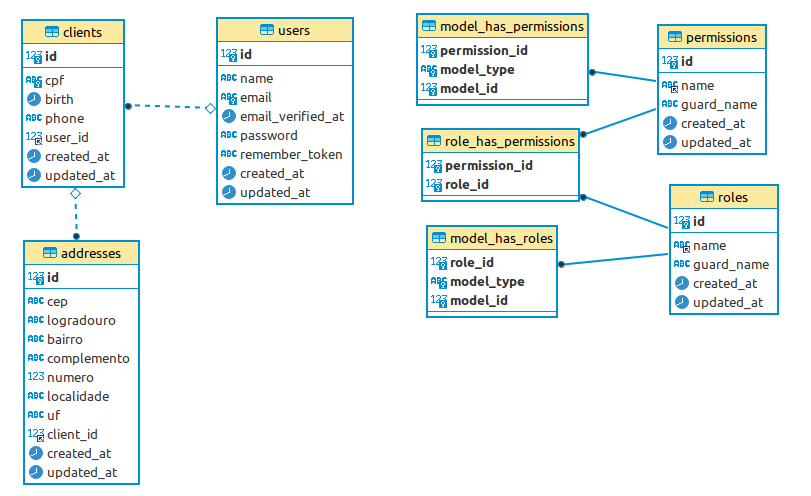 clients
id
cpf
birth
phone
user_id
created_at
updated_at
users
id
name
email
email_verified_at
password
remember_token
created_at
updated_at
addresses
id
cep
logradouro
bairro
complemento
numero
localidade
uf
client_id
created_at
updated_at
model_has_permissions
permission_id
model_type
model_id
permissions
id
name
guard_name
created_at
updated_at
role_has_permissions
permission_id
role_id
model_has_roles
role_id
model_type
model_id
roles
id
name
guard_name
created_at
updated_at